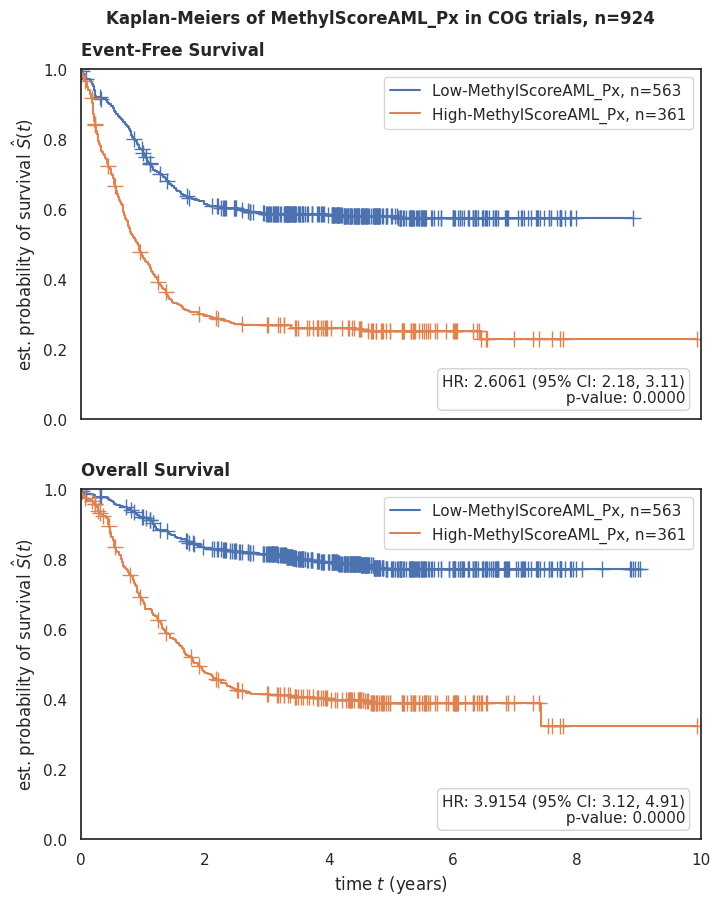 Kaplan-Meiers of MethylScoreAML_Px in COG trials, n=924
Event-Free Survival
1.0
0.8
0.6
0.4
0.2
0.0
est. probability of survival Ŝ(t)
Low-MethylScoreAML_Px, n=563
High-MethylScoreAML_Px, n=361
HR: 2.6061 (95% CI: 2.18, 3.11)
p-value: 0.0000
Overall Survival
1.0
0.8
0.6
0.4
0.2
0.0
est. probability of survival Ŝ(t)
Low-MethylScoreAML_Px, n=563
High-MethylScoreAML_Px, n=361
HR: 3.9154 (95% CI: 3.12, 4.91)
p-value: 0.0000
0 2 4 6 8 10
time t (years)